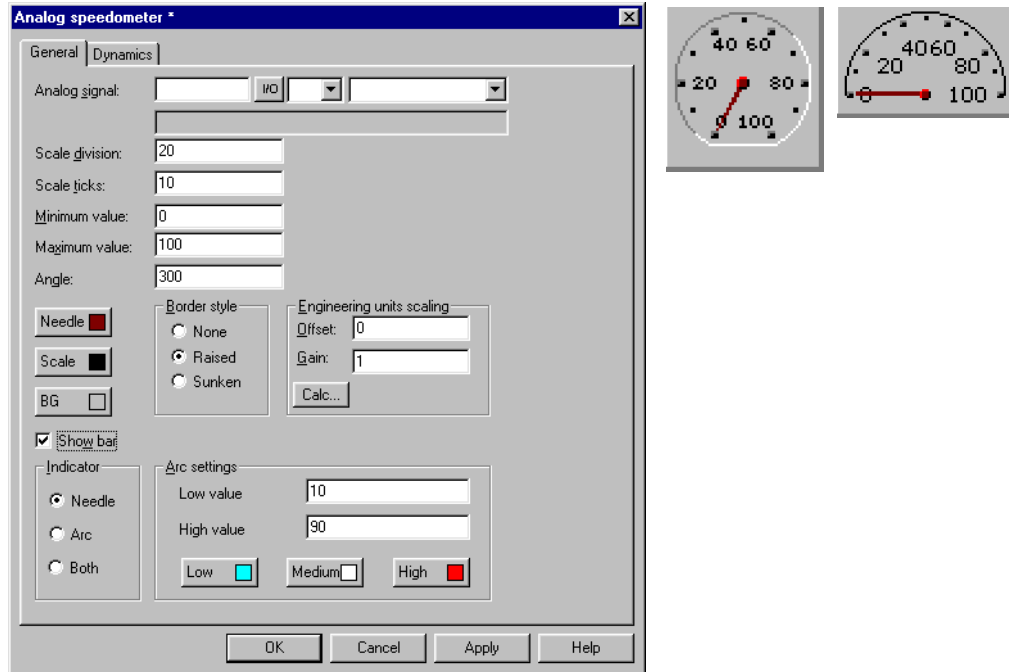 Analog speedometer *
General Dynamics
Analog signal: I/O
Scale division: 20
Scale ticks: 10
Minimum value: 0
Maximum value: 100
Angle: 300
Needle
Scale
BG
Border style
None
Raised
Sunken
Engineering units scaling
Offset: 0
Gain: 1
Calc...
Show bar
Indicator
Needle
Arc
Both
Arc settings
Low value 10
High value 90
Low Medium High
OK Cancel Apply Help
40 60
20 80
0 100
40 60
20 80
0 100